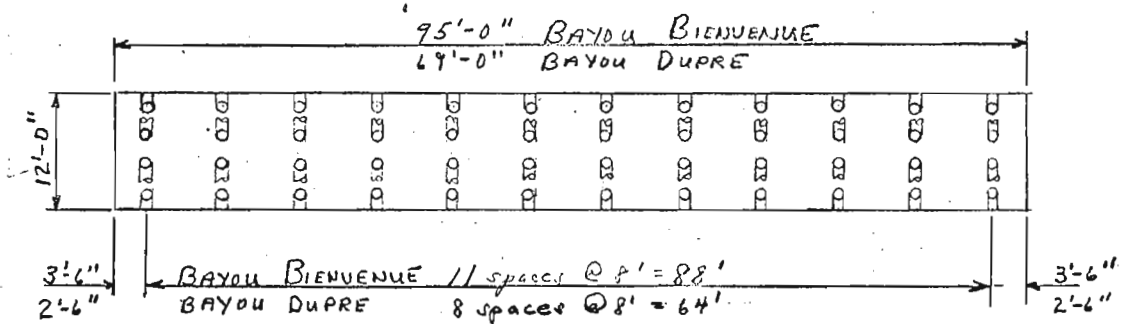 95'-0" BAYOU BIENVENUE
69'-0" BAYOU DUPRE
12'-0"
3'-6" BAYOU BIENVENUE 11 spaces @ 8' = 88' 3'-6"
2'-6" BAYOU DUPRE 8 spaces @ 8' = 64' 2'-6"